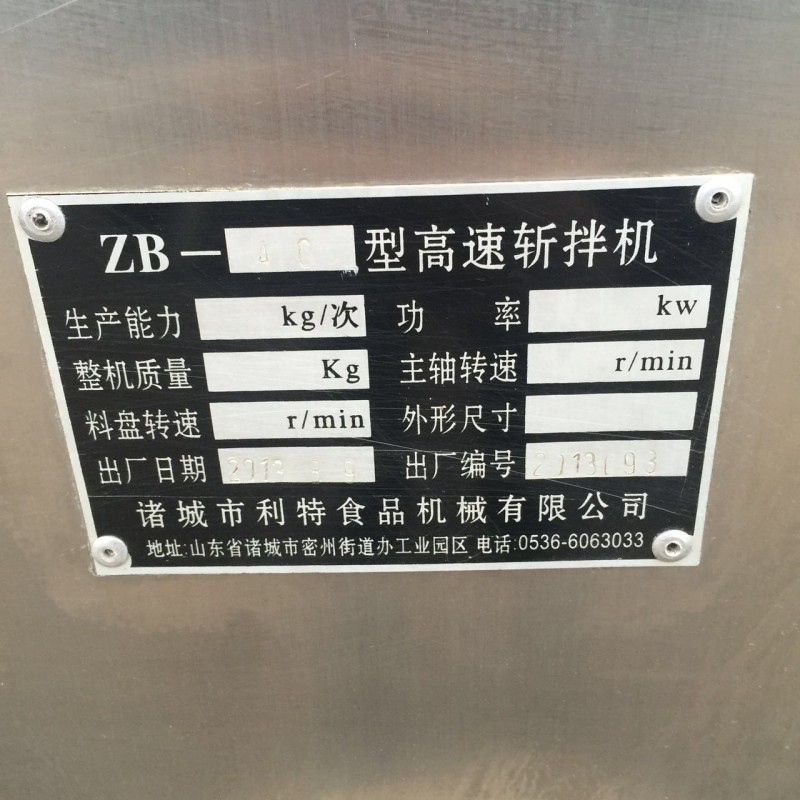 ZB- 型高速斩拌机
生产能力 kg/次 功 率 kw
整机质量 Kg 主轴转速 r/min
料盘转速 r/min 外形尺寸
出厂日期 出厂编号
诸城市利特食品机械有限公司
地址:山东省诸城市密州街道办工业园区 电话:0536-6063033